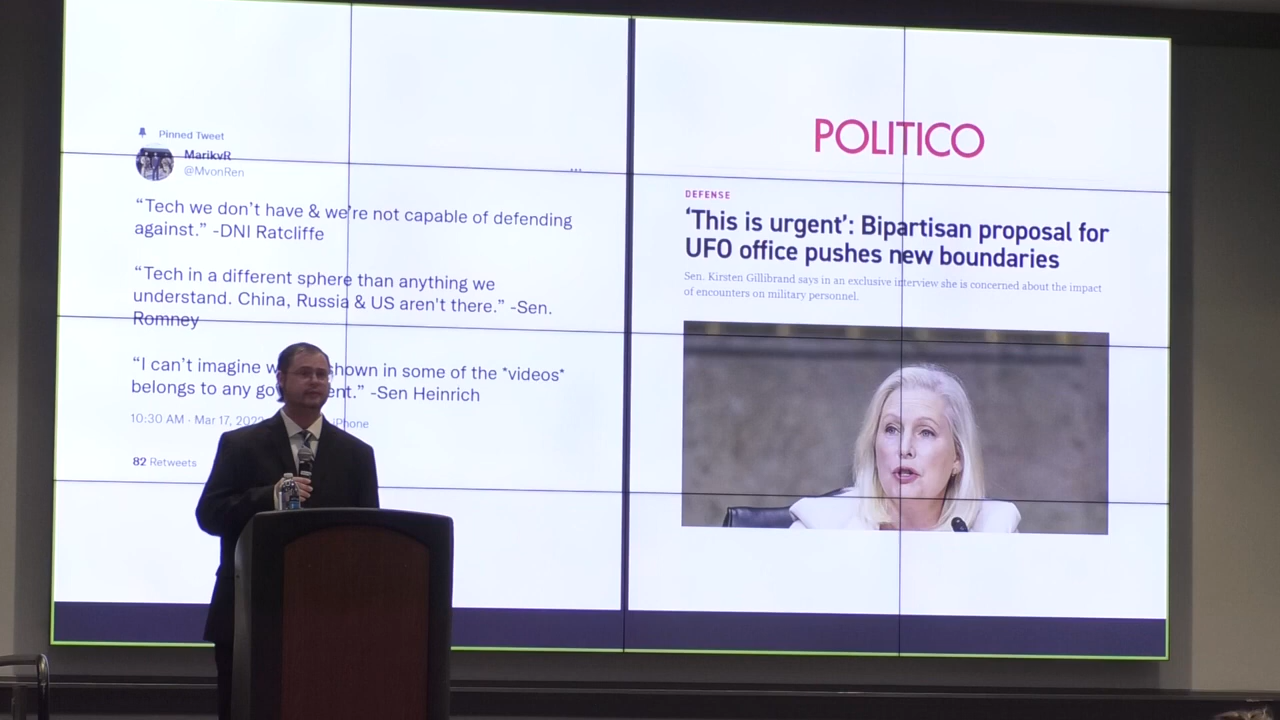 Pinned Tweet
MarikvR
@MvonRen
“Tech we don’t have & we’re not capable of defending
against.” -DNI Ratcliffe
“Tech in a different sphere than anything we
understand. China, Russia & US aren't there.” -Sen.
Romney
“I can’t imagine shown in some of the *videos*
belongs to any -Sen Heinrich
10:30 AM · Mar 17, iPhone
82 Retweets
POLITICO
DEFENSE
‘This is urgent’: Bipartisan proposal for
UFO office pushes new boundaries
Sen. Kirsten Gillibrand says in an exclusive interview she is concerned about the impact
of encounters on military personnel.